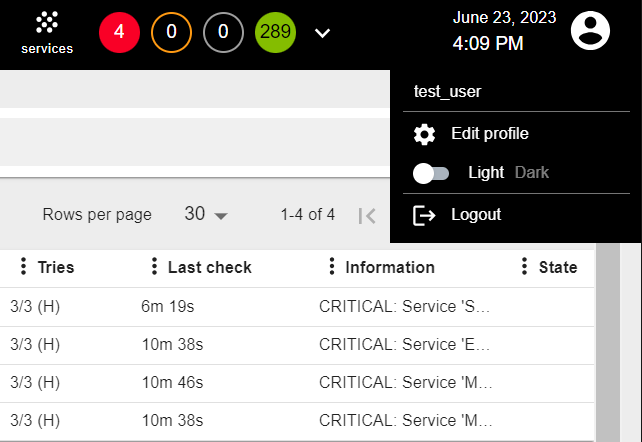 services
4
0
0
289
June 23, 2023
4:09 PM
test_user
Edit profile
Light Dark
Logout
Rows per page 30 1-4 of 4
Tries Last check Information State
3/3 (H) 6m 19s CRITICAL: Service 'S...
3/3 (H) 10m 38s CRITICAL: Service 'E...
3/3 (H) 10m 46s CRITICAL: Service 'M...
3/3 (H) 10m 38s CRITICAL: Service 'M...